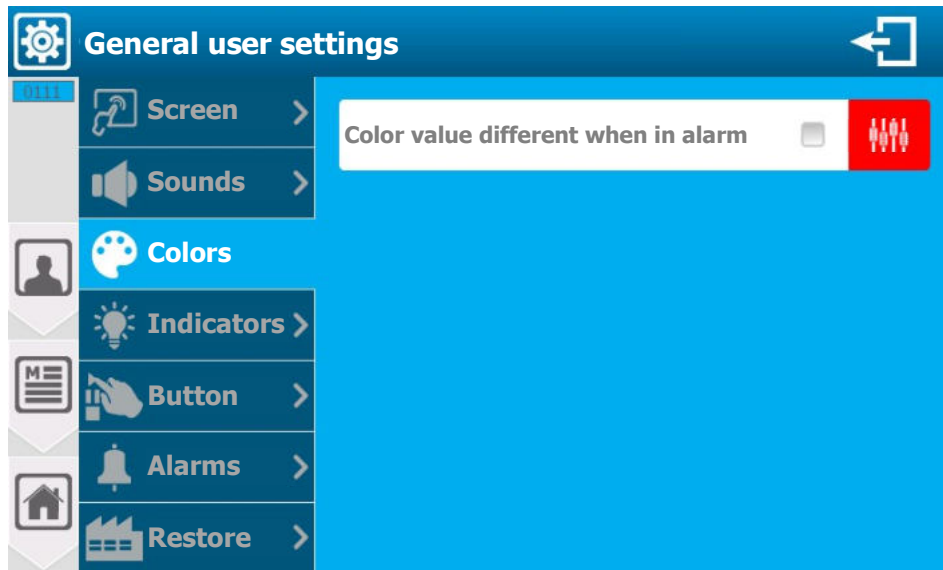 General user settings
0111
Screen
Color value different when in alarm
Sounds
Colors
Indicators
M
Button
Alarms
Restore